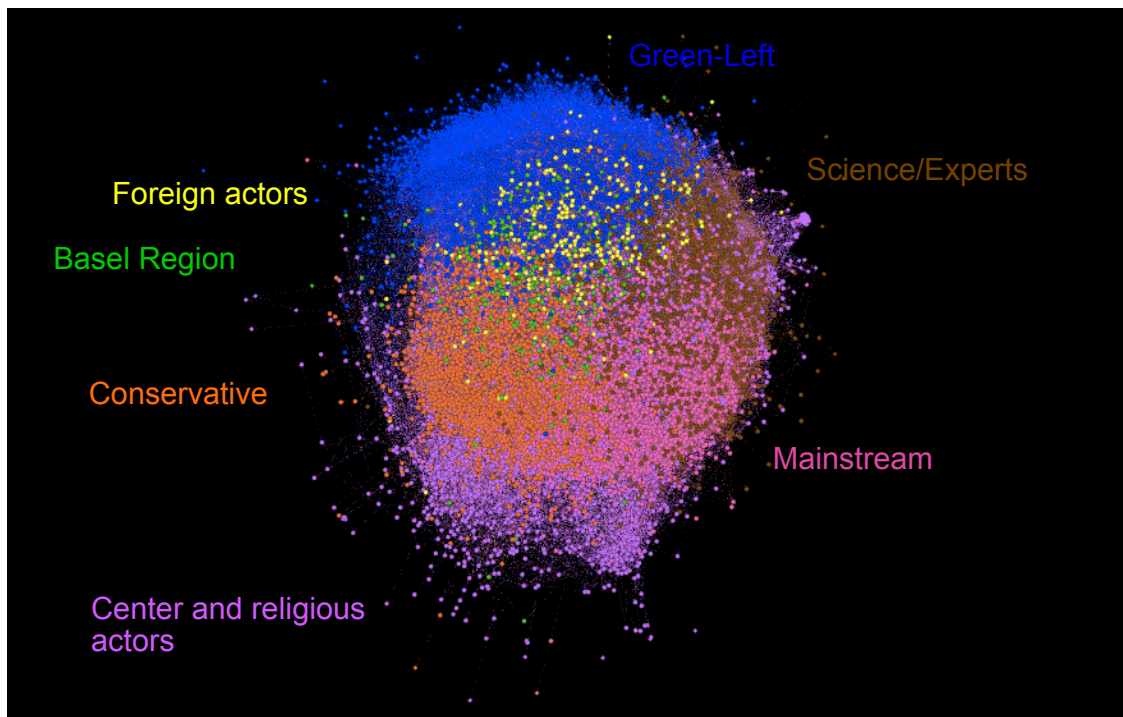 Green-Left
Science/Experts
Foreign actors
Basel Region
Conservative
Mainstream
Center and religious
actors